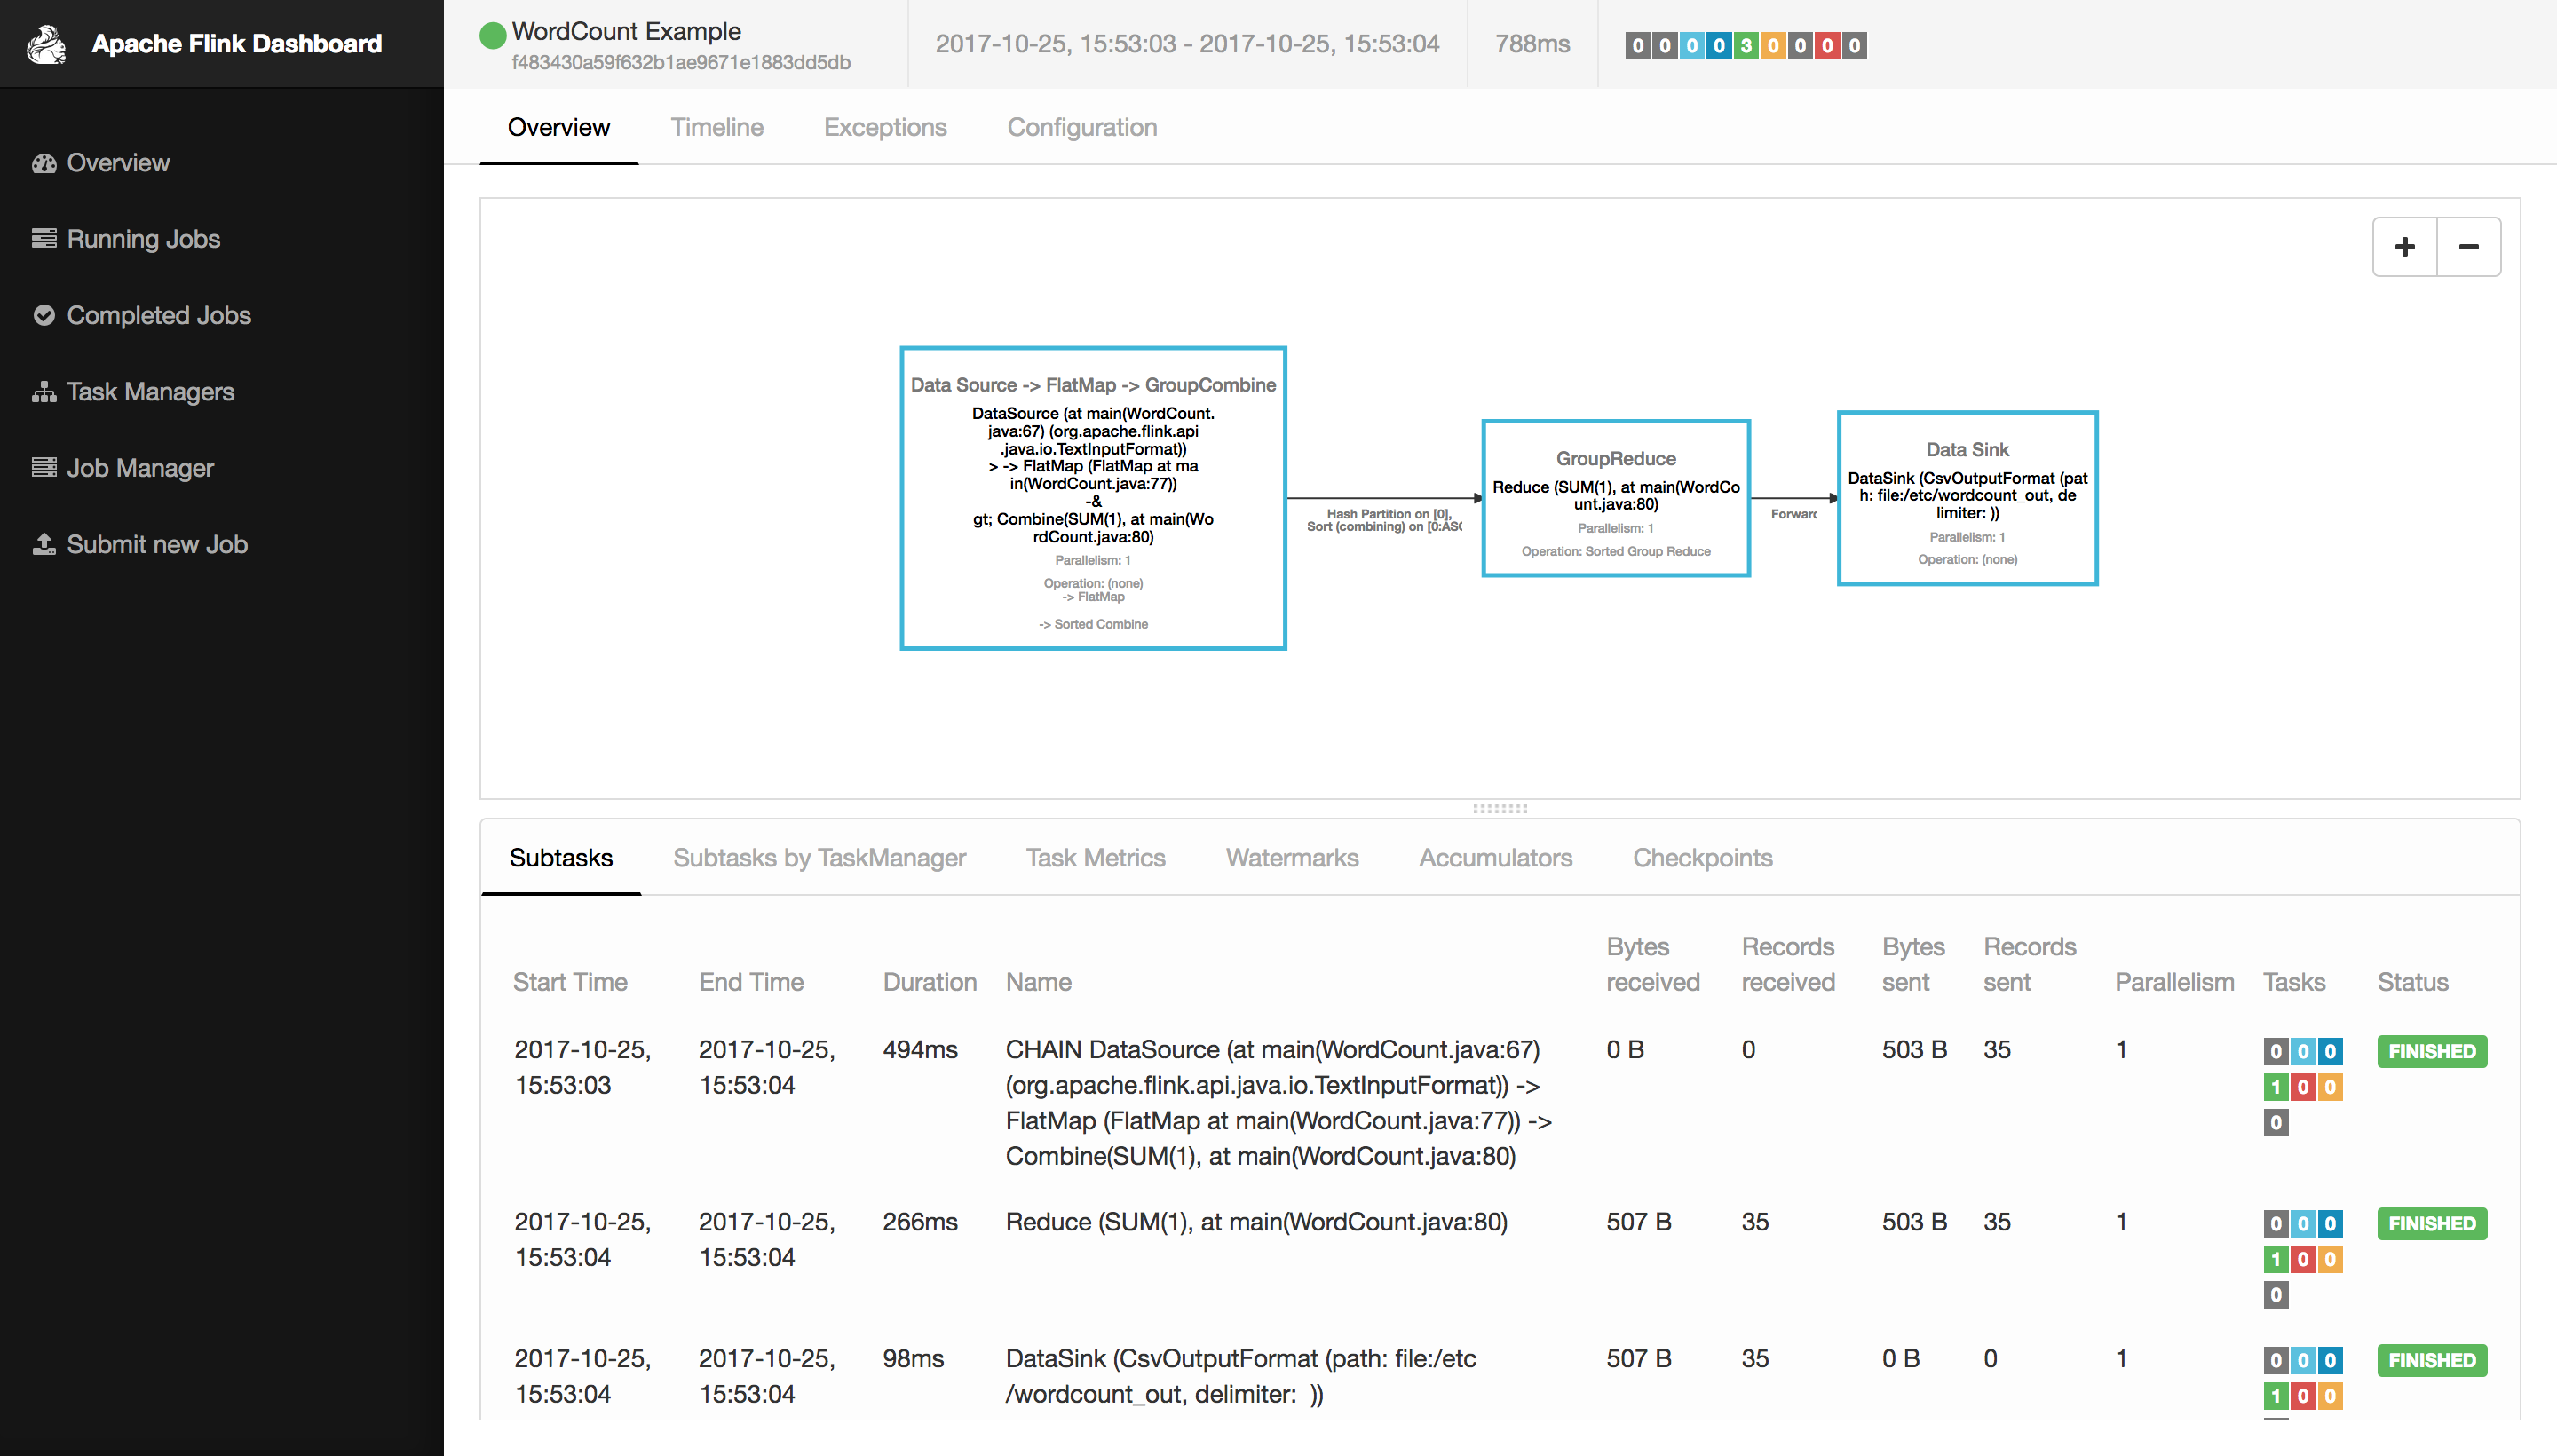 Apache Flink Dashboard
Overview
Running Jobs
Completed Jobs
Task Managers
Job Manager
Submit new Job
WordCount Example
f483430a59f632b1ae9671e1883dd5db
2017-10-25, 15:53:03 - 2017-10-25, 15:53:04
788ms
0 0 0 0 3 0 0 0 0
Overview Timeline Exceptions Configuration
+ −
Data Source -> FlatMap -> GroupCombine
DataSource (at main(WordCount.
java:67) (org.apache.flink.api
.java.io.TextInputFormat))
> -> FlatMap (FlatMap at ma
in(WordCount.java:77))
-&
gt; Combine(SUM(1), at main(Wo
rdCount.java:80)
Parallelism: 1
Operation: (none)
-> FlatMap
-> Sorted Combine
Hash Partition on [0],
Sort (combining) on [0:ASC
GroupReduce
Reduce (SUM(1), at main(WordCo
unt.java:80)
Parallelism: 1
Operation: Sorted Group Reduce
Forward
Data Sink
DataSink (CsvOutputFormat (pat
h: file:/etc/wordcount_out, de
limiter: ))
Parallelism: 1
Operation: (none)
Subtasks Subtasks by TaskManager Task Metrics Watermarks Accumulators Checkpoints
Bytes Records Bytes Records
Start Time End Time Duration Name received received sent sent Parallelism Tasks Status
2017-10-25, 2017-10-25, 494ms CHAIN DataSource (at main(WordCount.java:67) 0 B 0 503 B 35 1 0 0 0 FINISHED
15:53:03 15:53:04 (org.apache.flink.api.java.io.TextInputFormat)) -> 1 0 0
FlatMap (FlatMap at main(WordCount.java:77)) -> 0
Combine(SUM(1), at main(WordCount.java:80)
2017-10-25, 2017-10-25, 266ms Reduce (SUM(1), at main(WordCount.java:80) 507 B 35 503 B 35 1 0 0 0 FINISHED
15:53:04 15:53:04 1 0 0
0
2017-10-25, 2017-10-25, 98ms DataSink (CsvOutputFormat (path: file:/etc 507 B 35 0 B 0 1 0 0 0 FINISHED
15:53:04 15:53:04 /wordcount_out, delimiter:  )) 1 0 0